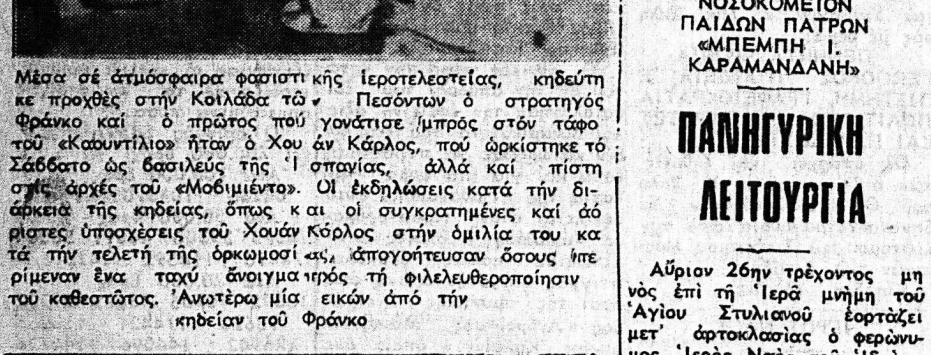 Μέσα σέ ἀτμόσφαιρα φασιστικῆς ἱεροτελεστείας, κηδεύτη
κε προχθές στήν Κοιλάδα τῶν Πεσόντων ὁ στρατηγός
Φράνκο καί ὁ πρῶτος πού γονάτισε μπρός στόν τάφο
τοῦ «Καουντίλιο» ἦταν ὁ Χουάν Κάρλος, πού ὡρκίστηκε τό
Σάββατο ὡς βασιλεύς τῆς Ἱσπανίας, ἀλλά καί πίστη
στίς ἀρχές τοῦ «Μοβιμιέντο». Οἱ ἐκδηλώσεις κατά τήν δι-
άρκεια τῆς κηδείας, ὅπως καί οἱ συγκρατημένες καί ἀό
ρίστες ὑποσχέσεις τοῦ Χουάν Κάρλος στήν ὁμιλία του κα
τά τήν τελετή τῆς ὁρκωμοσίας, ἀπογοήτευσαν ὅσους πε
ρίμεναν ἕνα ταχύ ἄνοιγμα πρός τή φιλελευθεροποίησιν
τοῦ καθεστῶτος. Ἀνωτέρω μία εἰκών ἀπό τήν
κηδείαν τοῦ Φράνκο
ΝΟΣΟΚΟΜΕΙΟΝ
ΠΑΙΔΩΝ ΠΑΤΡΩΝ
«ΜΠΕΜΠΗ Ι.
ΚΑΡΑΜΑΝΔΑΝΗ»
ΠΑΝΗΓΥΡΙΚΗ
ΛΕΙΤΟΥΡΓΙΑ
Αὔριον 26ην τρέχοντος μη
νός ἐπί τῇ Ἱερᾷ μνήμη τοῦ
Ἁγίου Στυλιανοῦ ἑορτάζει
μετ' ἀρτοκλασίας ὁ φερώνυ-
μος Ἱερός